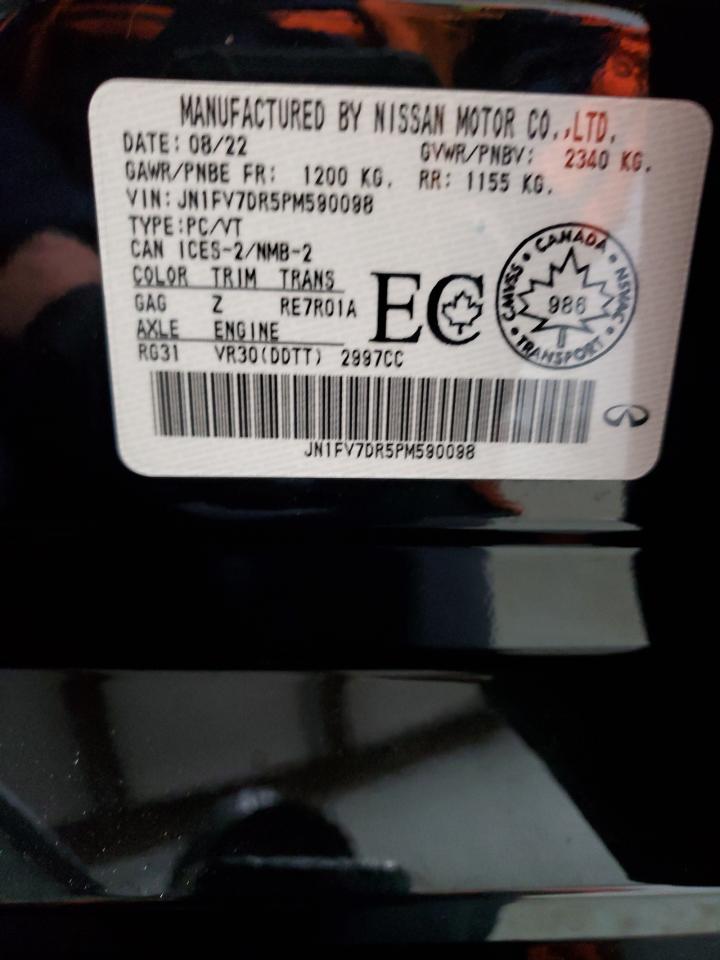 MANUFACTURED BY NISSAN MOTOR CO.,LTD.
DATE: 08/22 GVWR/PNBV: 2340 KG.
GAWR/PNBE FR: 1200 KG. RR: 1155 KG.
VIN: JN1FV7DR5PM590098
TYPE:PC/VT
CAN ICES-2/NMB-2
COLOR TRIM TRANS
GAG Z RE7R01A
AXLE ENGINE
RG31 VR30(DDTT) 2997CC
EC
CANADA
CMVSS
986
NSVAC
TRANSPORT
JN1FV7DR5PM590098